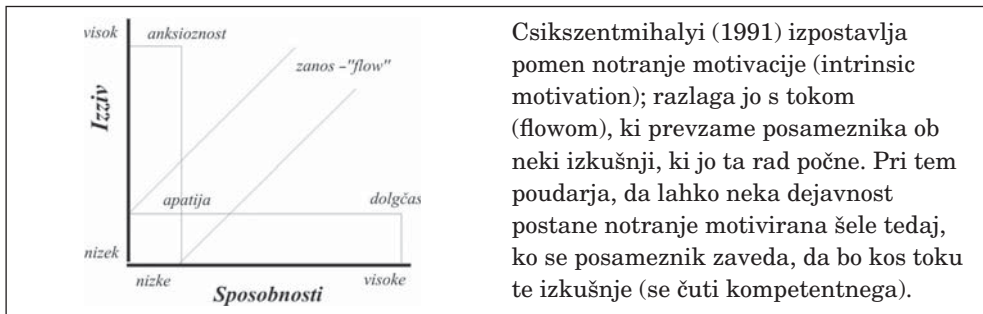 visok
anksioznost
zanos –"flow"
Izziv
apatija
dolgčas
nizek
nizke
visoke
Sposobnosti
Csikszentmihalyi (1991) izpostavlja
pomen notranje motivacije (intrinsic
motivation); razlaga jo s tokom
(flowom), ki prevzame posameznika ob
neki izkušnji, ki jo ta rad počne. Pri tem
poudarja, da lahko neka dejavnost
postane notranje motivirana šele tedaj,
ko se posameznik zaveda, da bo kos toku
te izkušnje (se čuti kompetentnega).